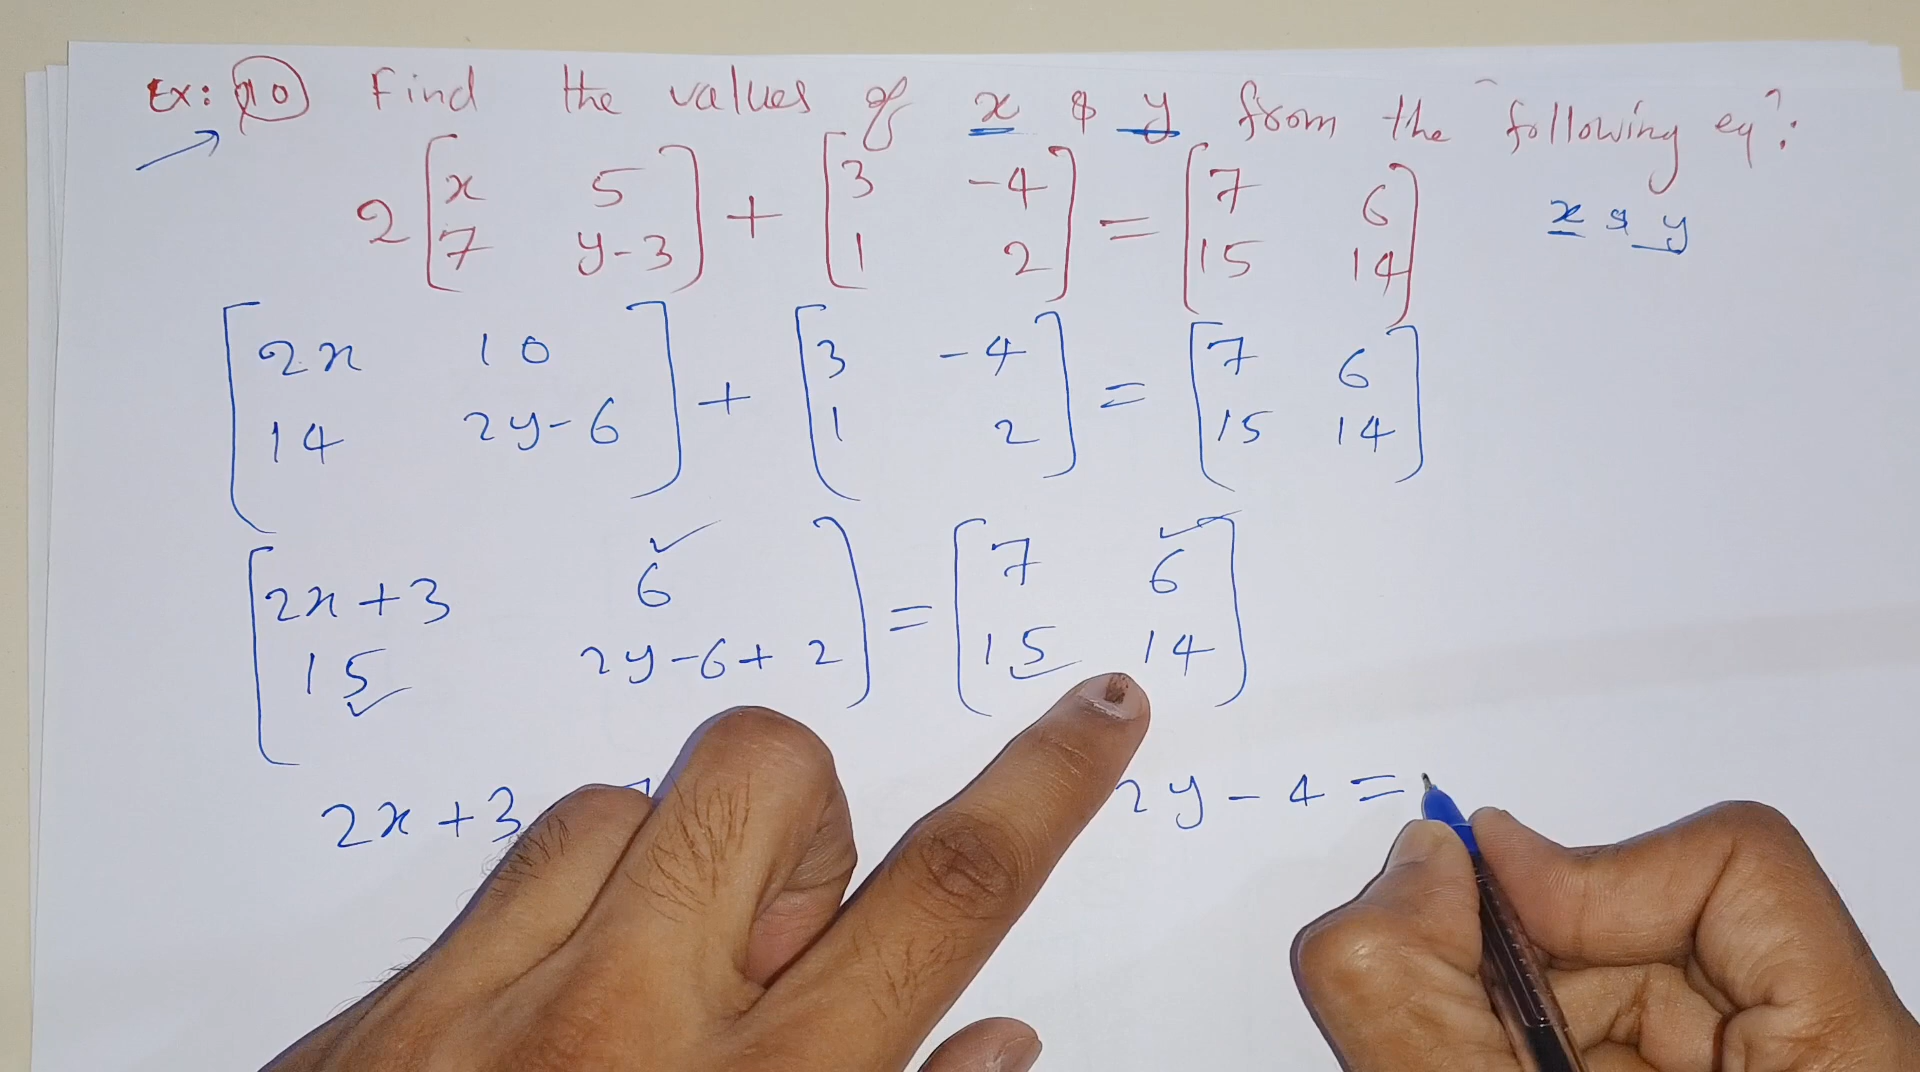 Ex: 10 Find the values of x & y from the following eqn:
2 [ x 5 ] + [ 3 -4 ] = [ 7 6 ] x & y
[ 7 y-3 ] [ 1 2 ] [ 15 14 ]
[ 2x 10 ] + [ 3 -4 ] = [ 7 6 ]
[ 14 2y-6 ] [ 1 2 ] [ 15 14 ]
[ 2x+3 6 ] = [ 7 6 ]
[ 15 2y-6+2 ] [ 15 14 ]
2x+3 2y-4=